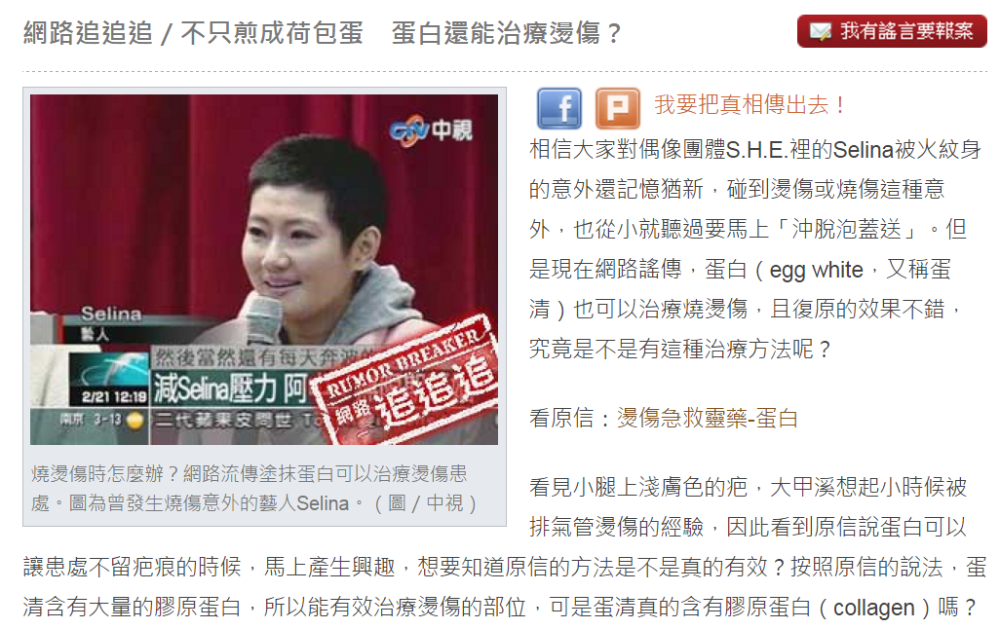 網路追追追 / 不只煎成荷包蛋　蛋白還能治療燙傷？
我有謠言要報案
我要把真相傳出去！
相信大家對偶像團體S.H.E.裡的Selina被火紋身
的意外還記憶猶新，碰到燙傷或燒傷這種意
外，也從小就聽過要馬上「沖脫泡蓋送」。但
是現在網路謠傳，蛋白（egg white，又稱蛋
清）也可以治療燒燙傷，且復原的效果不錯，
究竟是不是有這種治療方法呢？
看原信：燙傷急救靈藥-蛋白
看見小腿上淺膚色的疤，大甲溪想起小時候被
排氣管燙傷的經驗，因此看到原信說蛋白可以
讓患處不留疤痕的時候，馬上產生興趣，想要知道原信的方法是不是真的有效？按照原信的說法，蛋
清含有大量的膠原蛋白，所以能有效治療燙傷的部位，可是蛋清真的含有膠原蛋白（collagen）嗎？
CTV中視
Selina
藝人
然後當然還有每天奔波的
減Selina壓力 阿
2/21 12:19
南京 3-13
二代蘋果皮問世
RUMOR BREAKER
網路追追追
燒燙傷時怎麼辦？網路流傳塗抹蛋白可以治療燙傷患
處。圖為曾發生燒傷意外的藝人Selina。（圖／中視）